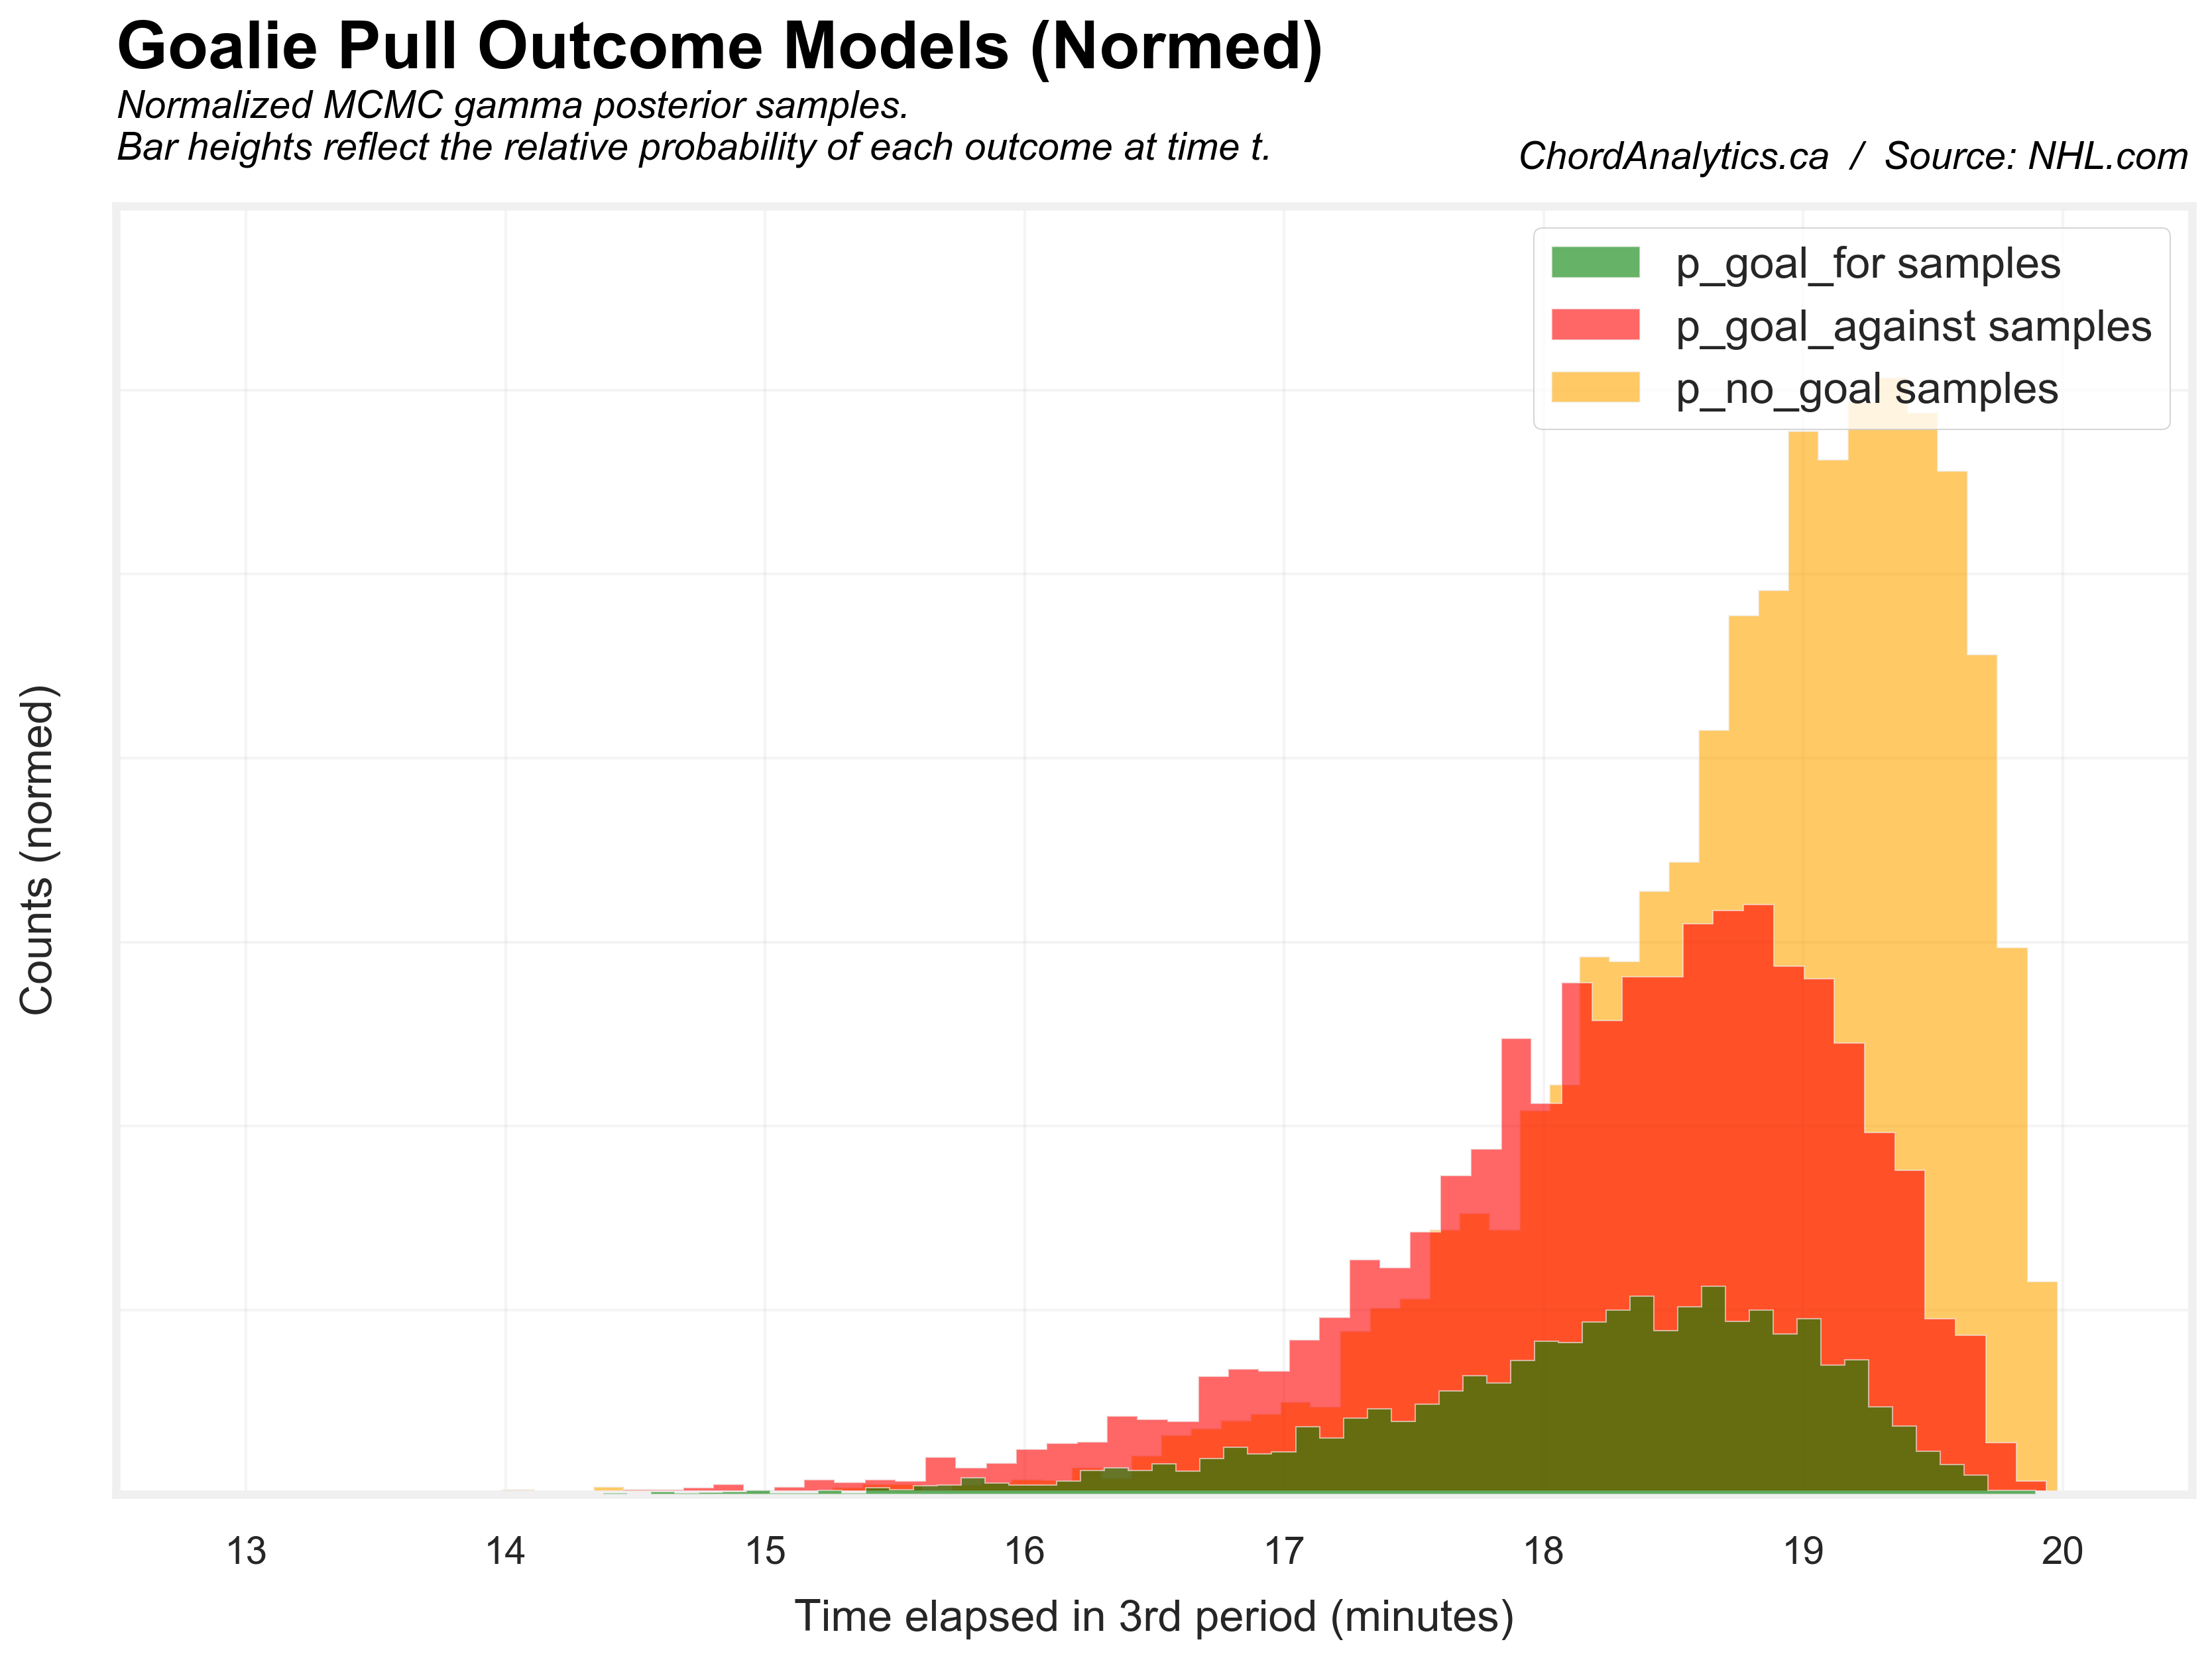 Goalie Pull Outcome Models (Normed)
Normalized MCMC gamma posterior samples.
Bar heights reflect the relative probability of each outcome at time t.
ChordAnalytics.ca / Source: NHL.com
p_goal_for samples
p_goal_against samples
p_no_goal samples
Counts (normed)
13 14 15 16 17 18 19 20
Time elapsed in 3rd period (minutes)